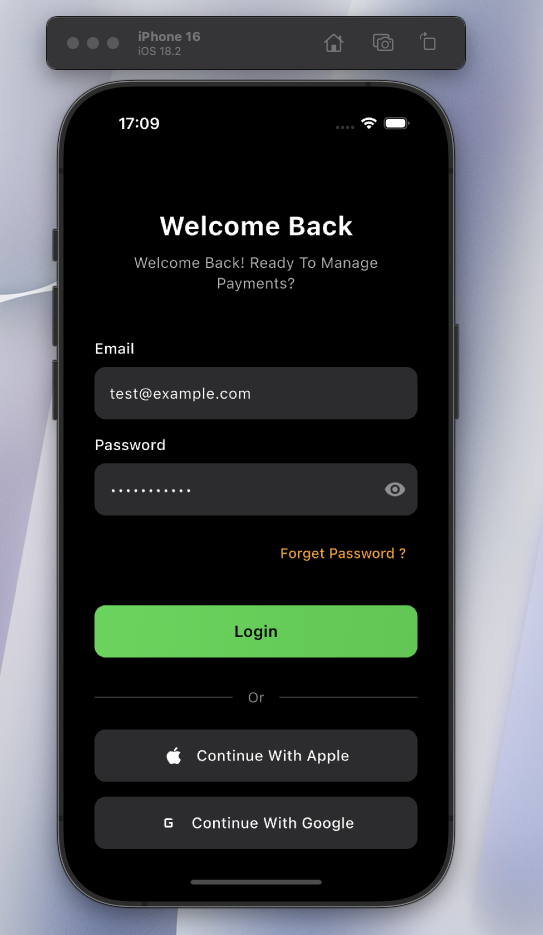 iPhone 16
iOS 18.2
17:09
Welcome Back
Welcome Back! Ready To Manage
Payments?
Email
test@example.com
Password
•••••••••••
Forget Password ?
Login
Or
Continue With Apple
G Continue With Google